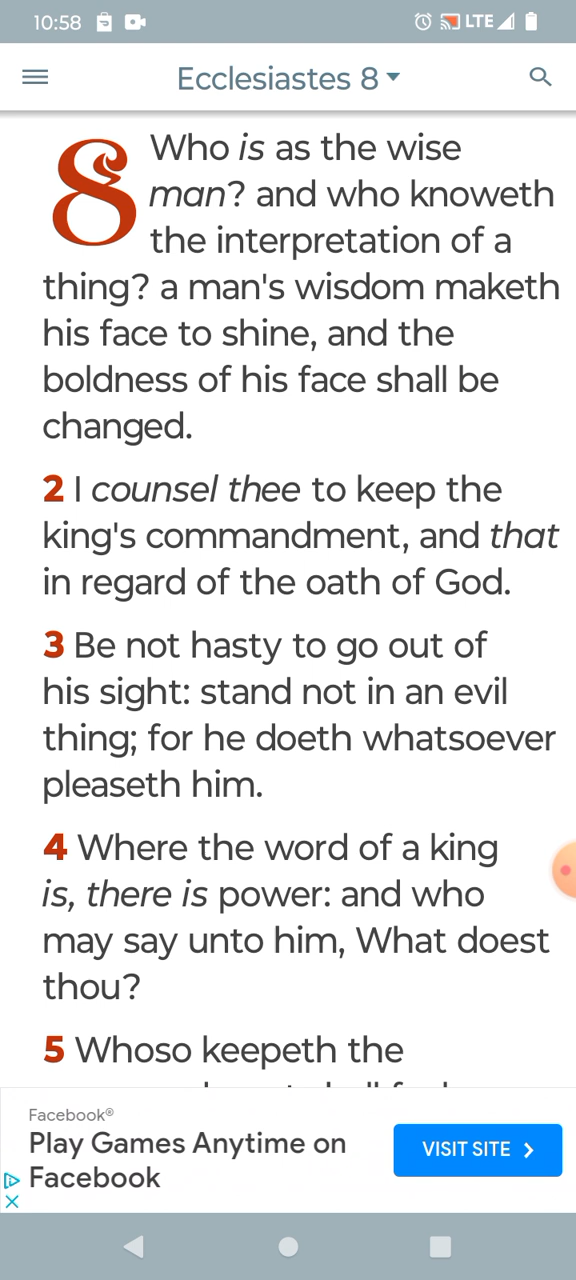 10:58
LTE
Ecclesiastes 8
8 Who is as the wise
man? and who knoweth
the interpretation of a
thing? a man's wisdom maketh
his face to shine, and the
boldness of his face shall be
changed.
2 I counsel thee to keep the
king's commandment, and that
in regard of the oath of God.
3 Be not hasty to go out of
his sight: stand not in an evil
thing; for he doeth whatsoever
pleaseth him.
4 Where the word of a king
is, there is power: and who
may say unto him, What doest
thou?
5 Whoso keepeth the
Facebook®
Play Games Anytime on
Facebook
VISIT SITE